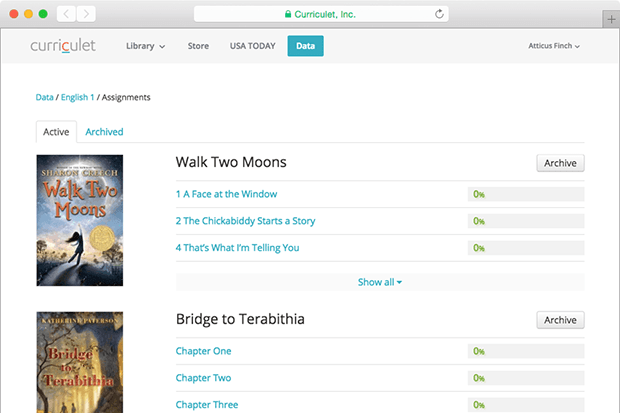 Curriculet, Inc.
curriculet Library Store USA TODAY Data Atticus Finch
Data / English 1 / Assignments
Active Archived
SHARON CREECH
Walk Two
Moons
Walk Two Moons Archive
1 A Face at the Window 0%
2 The Chickabiddy Starts a Story 0%
4 That's What I'm Telling You 0%
Show all
KATHERINE PATERSON
Bridge
to
Terabithia
Bridge to Terabithia Archive
Chapter One 0%
Chapter Two 0%
Chapter Three 0%